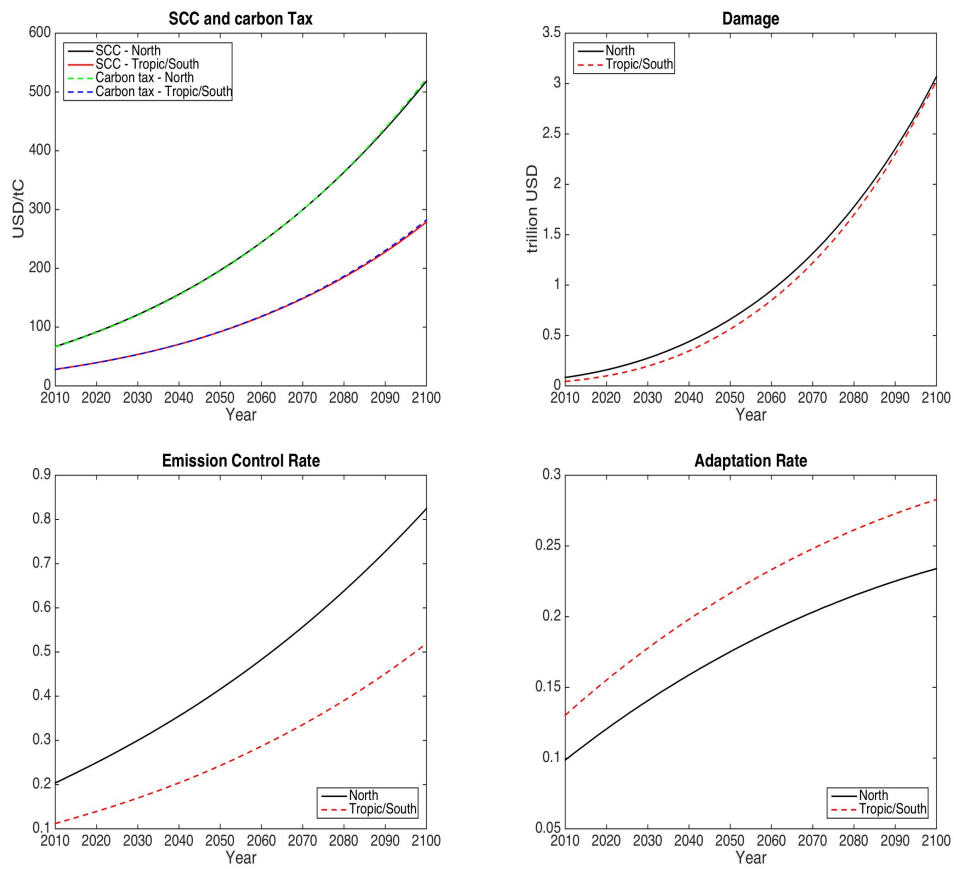 SCC and carbon Tax
600
500
400
300
200
100
0
USD/tC
SCC - North
SCC - Tropic/South
Carbon tax - North
Carbon tax - Tropic/South
2010 2020 2030 2040 2050 2060 2070 2080 2090 2100
Year
Damage
3.5
3
2.5
2
1.5
1
0.5
0
trillion USD
North
Tropic/South
2010 2020 2030 2040 2050 2060 2070 2080 2090 2100
Year
Emission Control Rate
0.9
0.8
0.7
0.6
0.5
0.4
0.3
0.2
0.1
North
Tropic/South
2010 2020 2030 2040 2050 2060 2070 2080 2090 2100
Year
Adaptation Rate
0.3
0.25
0.2
0.15
0.1
0.05
North
Tropic/South
2010 2020 2030 2040 2050 2060 2070 2080 2090 2100
Year